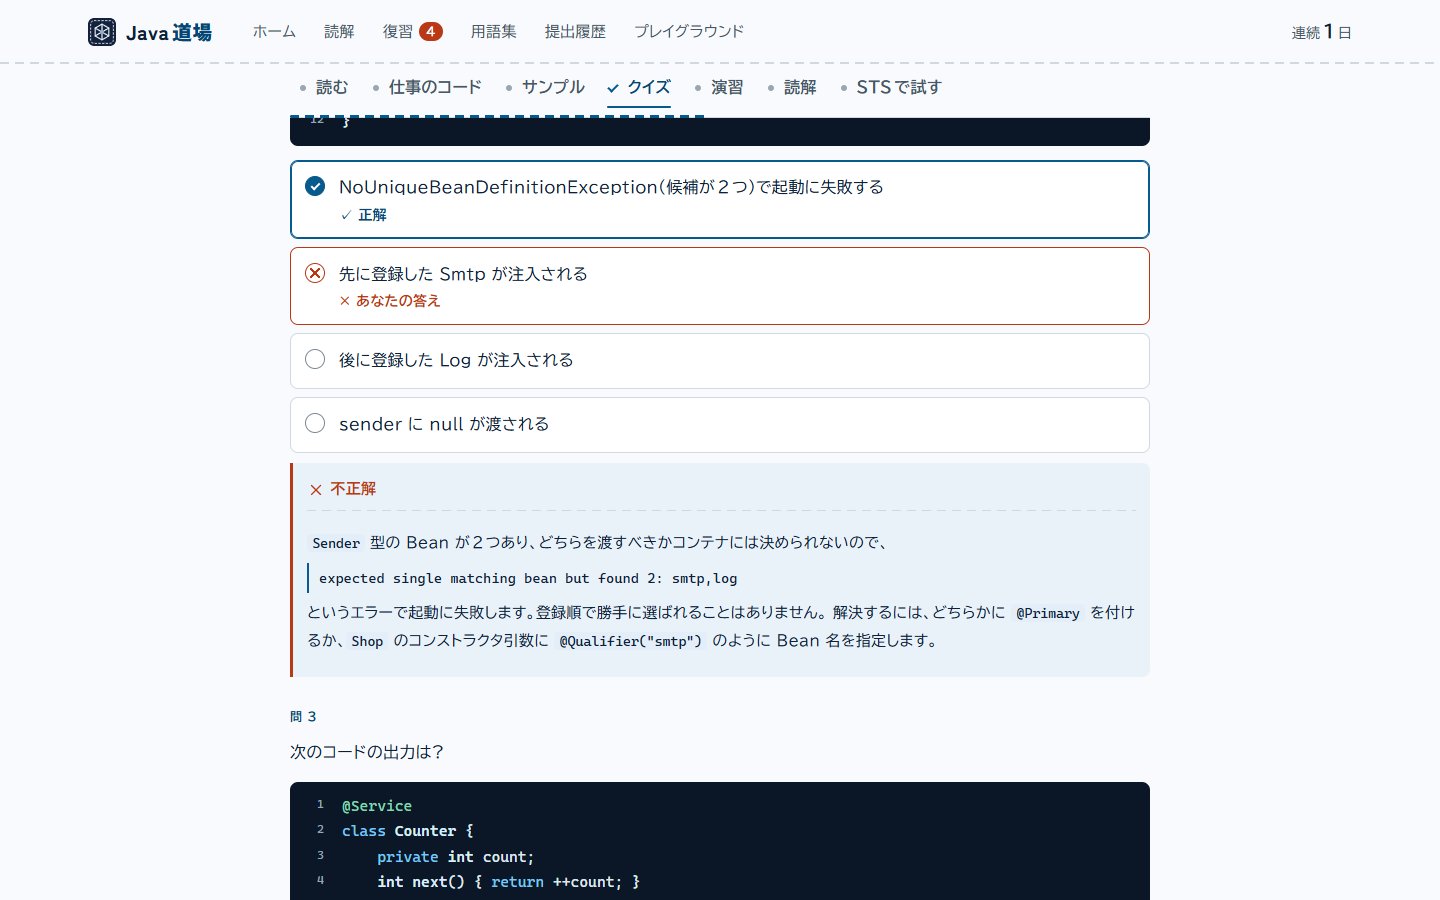 Java 道場
ホーム 読解 復習 4 用語集 提出履歴 プレイグラウンド
連続 1 日
読む 仕事のコード サンプル クイズ 演習 読解 STS で試す
12 }
NoUniqueBeanDefinitionException(候補が 2 つ)で起動に失敗する
✓ 正解
先に登録した Smtp が注入される
× あなたの答え
後に登録した Log が注入される
sender に null が渡される
× 不正解
Sender 型の Bean が 2 つあり、どちらを渡すべきかコンテナには決められないので、
expected single matching bean but found 2: smtp,log
というエラーで起動に失敗します。登録順で勝手に選ばれることはありません。 解決するには、どちらかに @Primary を付け
るか、 Shop のコンストラクタ引数に @Qualifier("smtp") のように Bean 名を指定します。
問 3
次のコードの出力は?
1 @Service
2 class Counter {
3 private int count;
4 int next() { return ++count; }